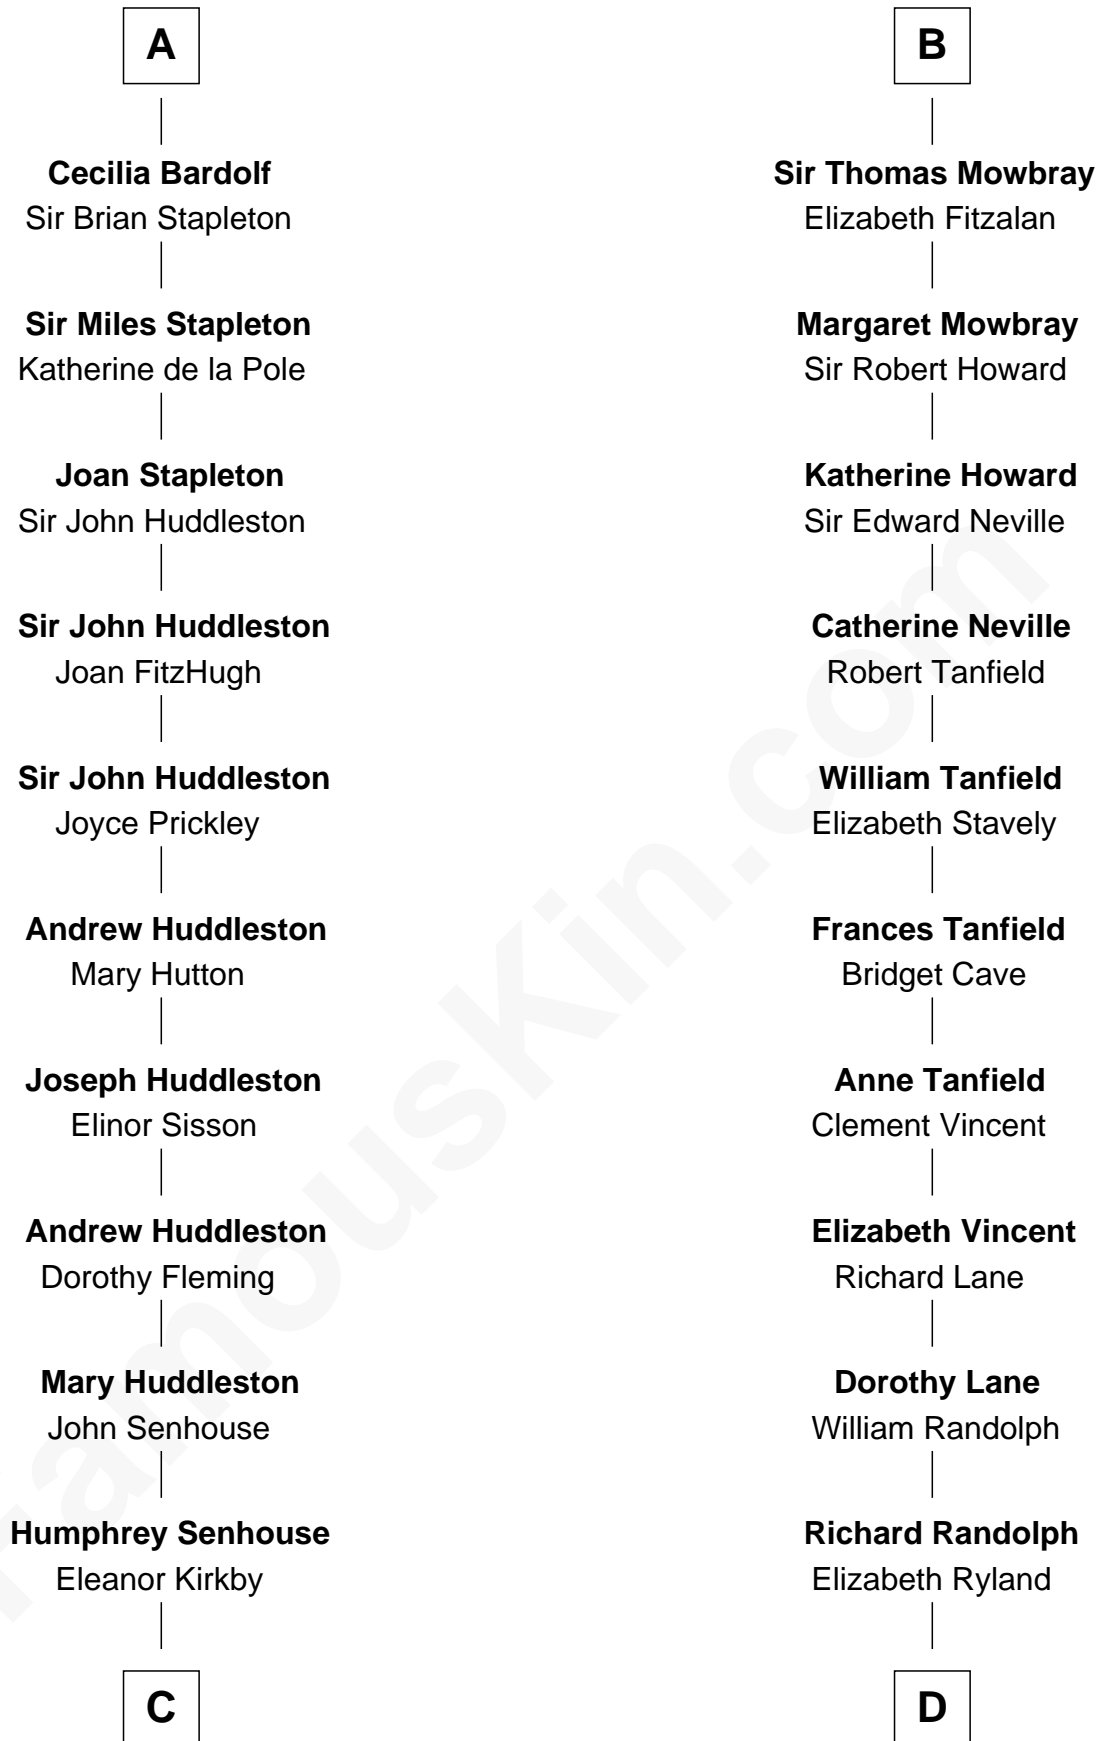 A
Cecilia Bardolf
Sir Brian Stapleton
Sir Miles Stapleton
Katherine de la Pole
Joan Stapleton
Sir John Huddleston
Sir John Huddleston
Joan FitzHugh
Sir John Huddleston
Joyce Prickley
Andrew Huddleston
Mary Hutton
Joseph Huddleston
Elinor Sisson
Andrew Huddleston
Dorothy Fleming
Mary Huddleston
John Senhouse
Humphrey Senhouse
Eleanor Kirkby
C
B
Sir Thomas Mowbray
Elizabeth Fitzalan
Margaret Mowbray
Sir Robert Howard
Katherine Howard
Sir Edward Neville
Catherine Neville
Robert Tanfield
William Tanfield
Elizabeth Stavely
Frances Tanfield
Bridget Cave
Anne Tanfield
Clement Vincent
Elizabeth Vincent
Richard Lane
Dorothy Lane
William Randolph
Richard Randolph
Elizabeth Ryland
D
FamousKin.com